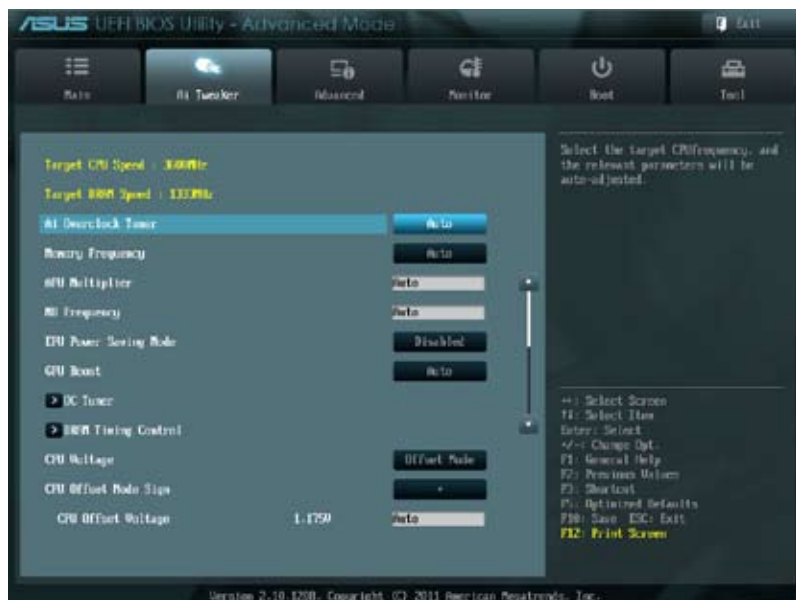 ASUS UEFI BIOS Utility - Advanced Mode
Exit
Main
Ai Tweaker
Advanced
Monitor
Boot
Tool
Target CPU Speed : 3600MHz
Target DRAM Speed : 1333MHz
Ai Overclock Tuner Auto
Memory Frequency Auto
APU Multiplier Auto
NB Frequency Auto
EPU Power Saving Mode Disabled
GPU Boost Auto
> OC Tuner
> DRAM Timing Control
CPU Voltage Offset Mode
CPU Offset Mode Sign +
CPU Offset Voltage 1.175V Auto
Select the target CPU frequency, and
the relevant parameters will be
auto-adjusted.
→←: Select Screen
↑↓: Select Item
Enter: Select
+/-: Change Opt.
F1: General Help
F2: Previous Values
F3: Shortcut
F5: Optimized Defaults
F10: Save ESC: Exit
F12: Print Screen
Version 2.10.1208. Copyright (C) 2011 American Megatrends, Inc.